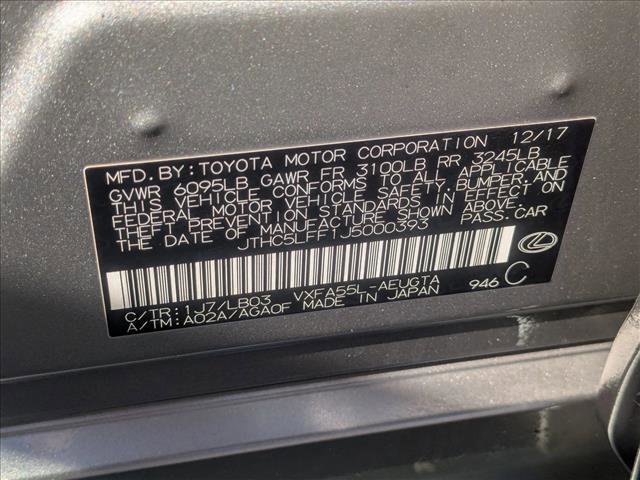 MFD. BY: TOYOTA MOTOR CORPORATION 12/17
GVWR 6095LB GAWR FR 3100LB RR 3245LB
THIS VEHICLE CONFORMS TO ALL APPLICABLE
FEDERAL MOTOR VEHICLE SAFETY, BUMPER, AND
THEFT PREVENTION STANDARDS IN EFFECT ON
THE DATE OF MANUFACTURE SHOWN ABOVE.
JTHC5LFF1J5000393 PASS. CAR
C/TR: 1J7/LB03 VXFA55L-AEUGTA
A/TM: A02A/AGA0F MADE IN JAPAN 946 C